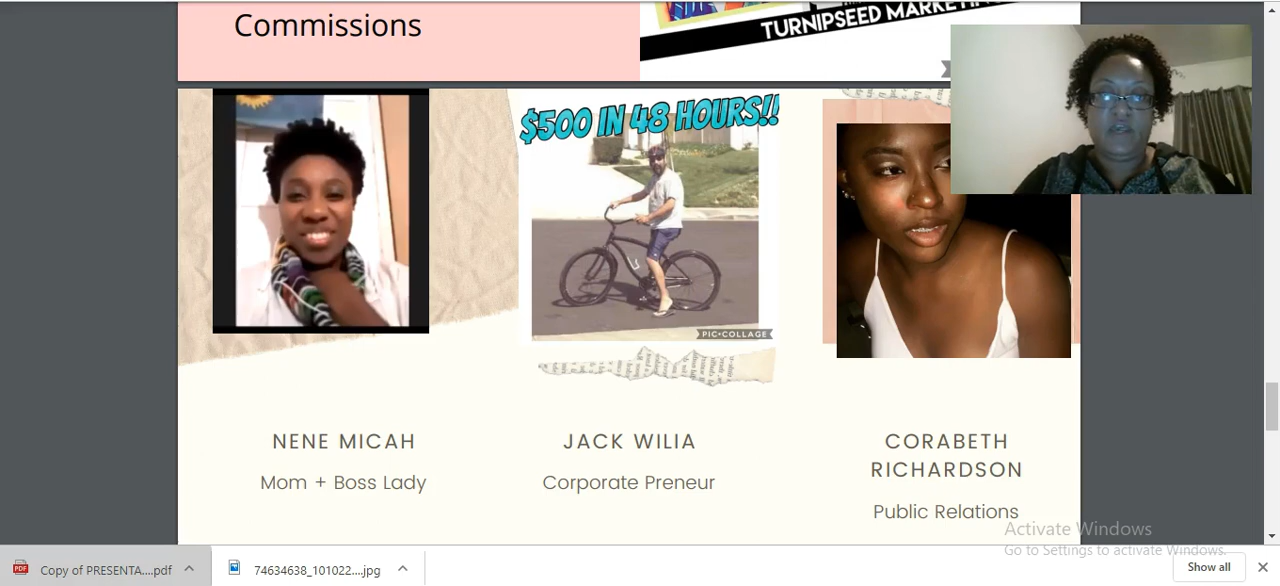 Commissions
TURNIPSEED
$500 IN 48 HOURS!!
PIC•COLLAGE
NENE MICAH
JACK WILIA
CORABETH
RICHARDSON
Mom + Boss Lady
Corporate Preneur
Public Relations
Activate Windows
Go to Settings to activate Windows.
Copy of PRESENTA....pdf
74634638_101022....jpg
Show all
PDF